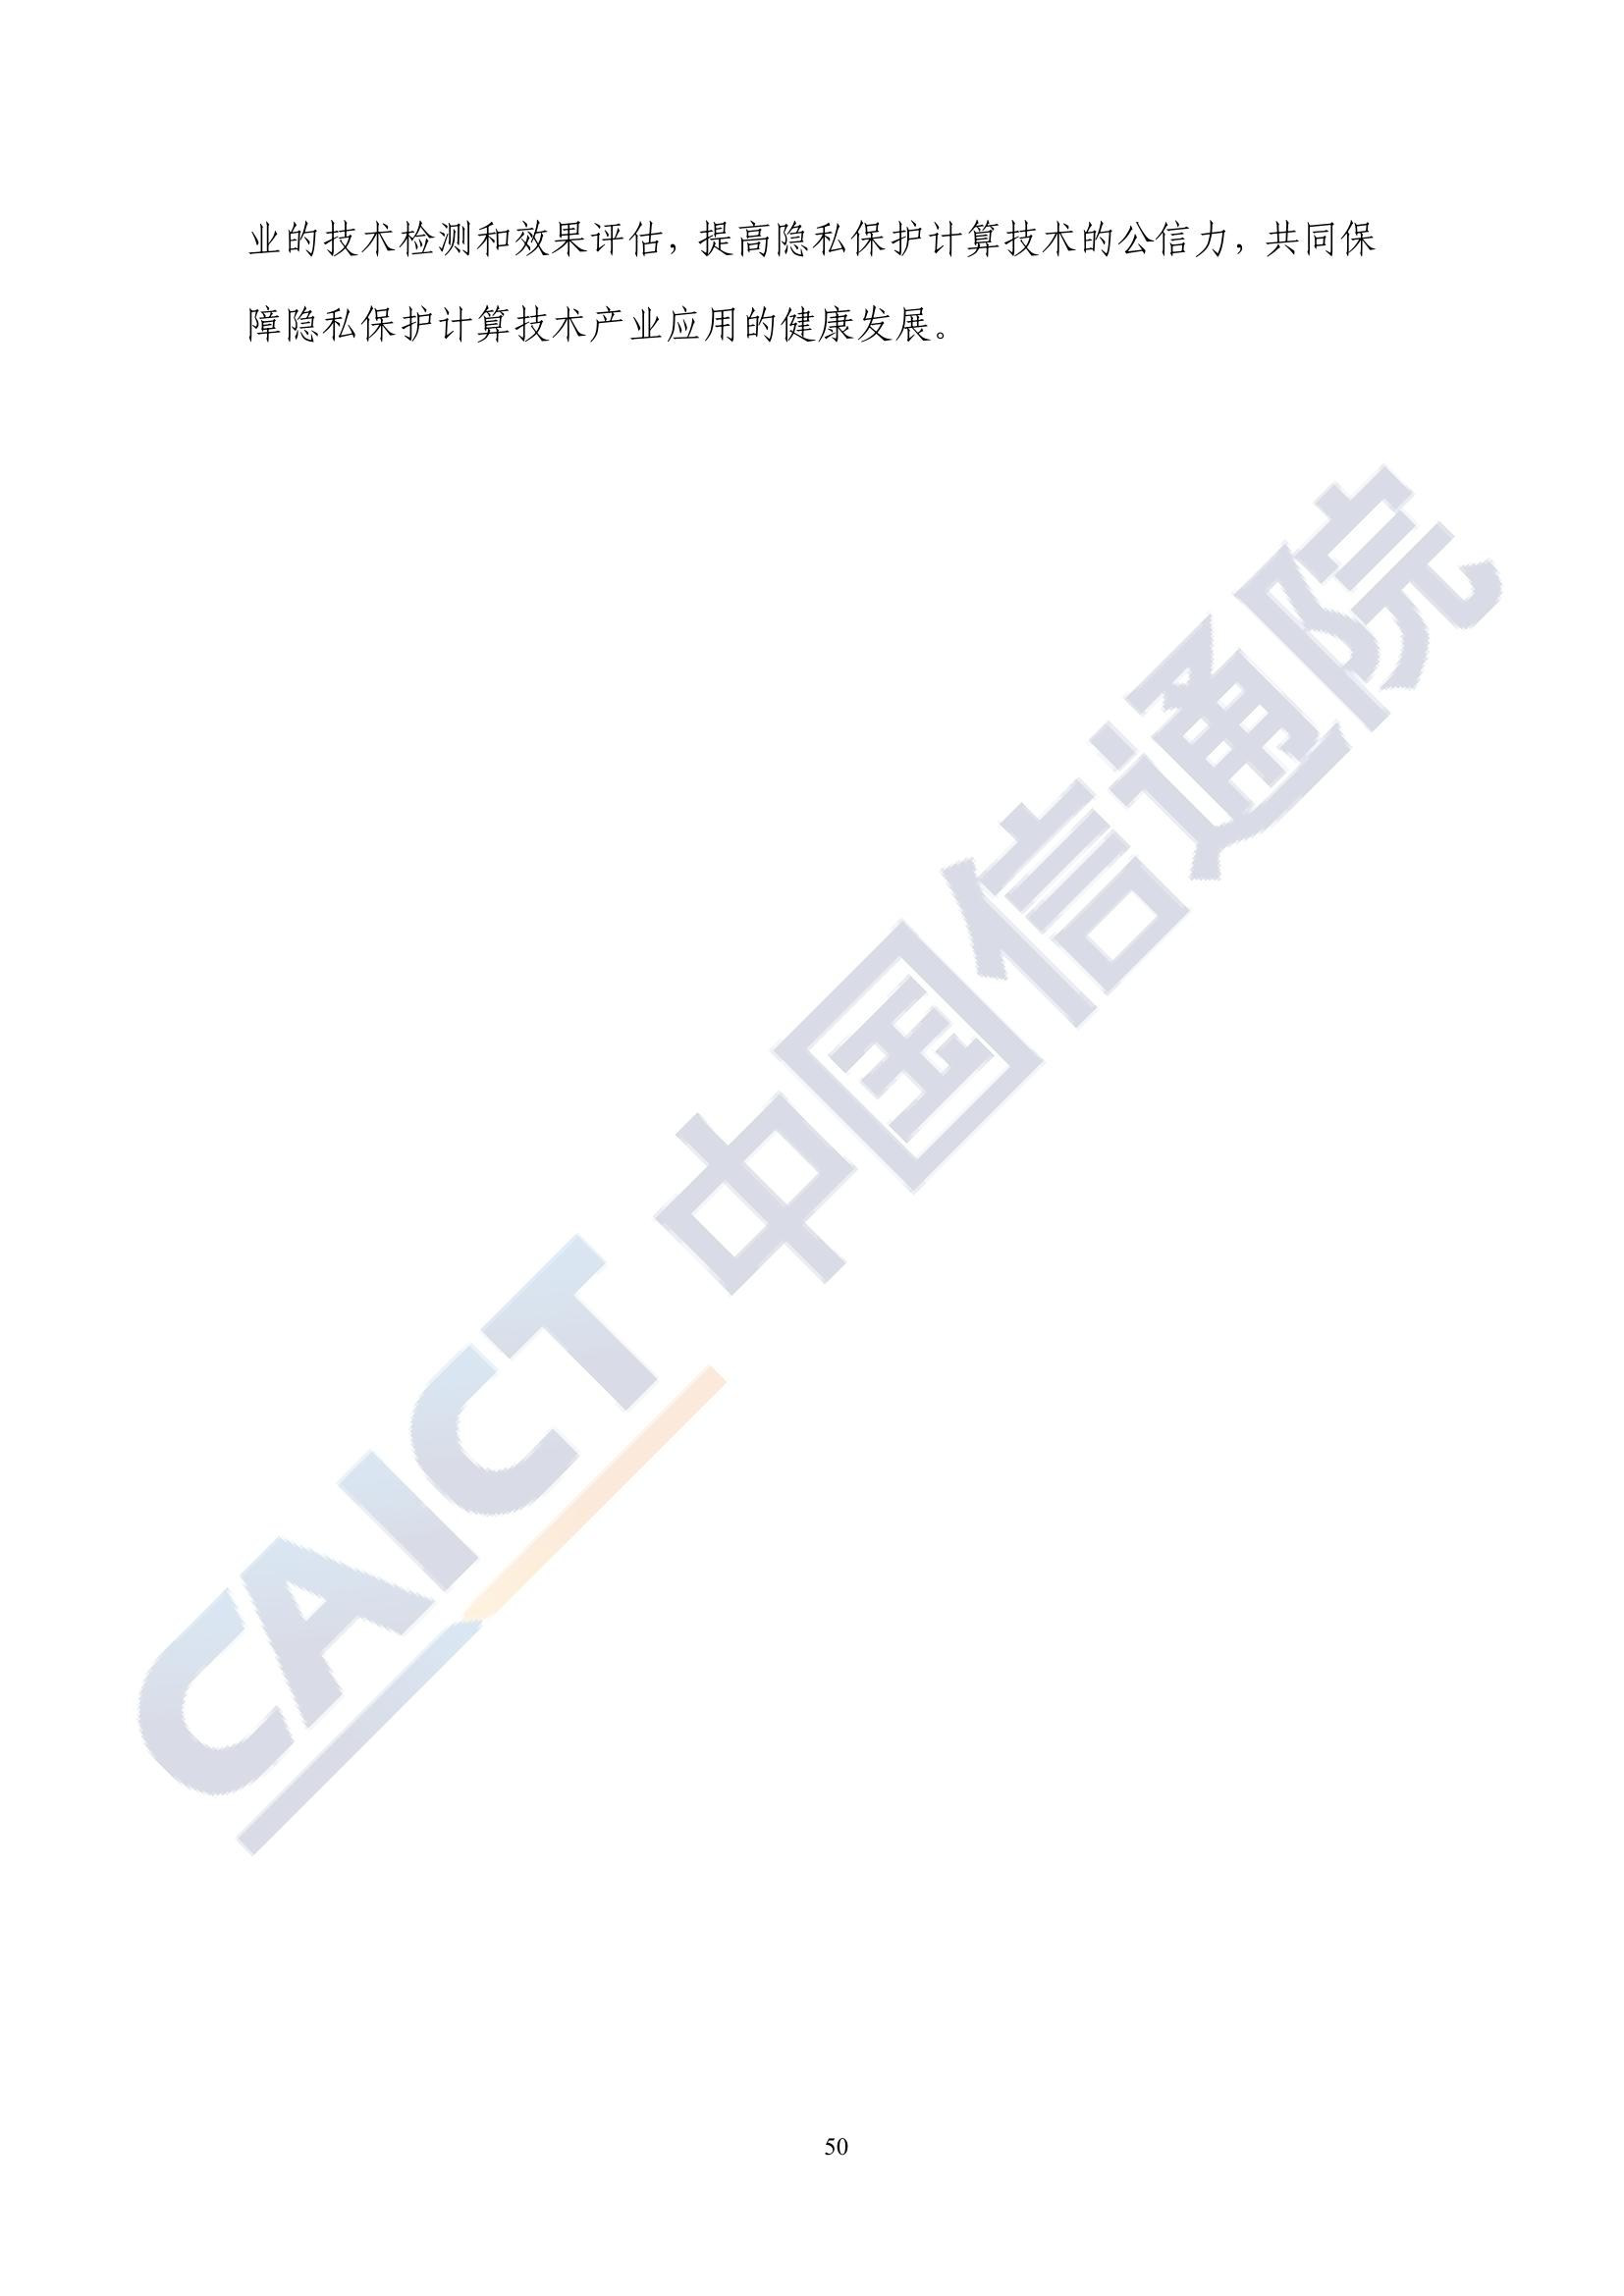 业的技术检测和效果评估，提高隐私保护计算技术的公信力，共同保
障隐私保护计算技术产业应用的健康发展。
CAICT 中国信通院
50